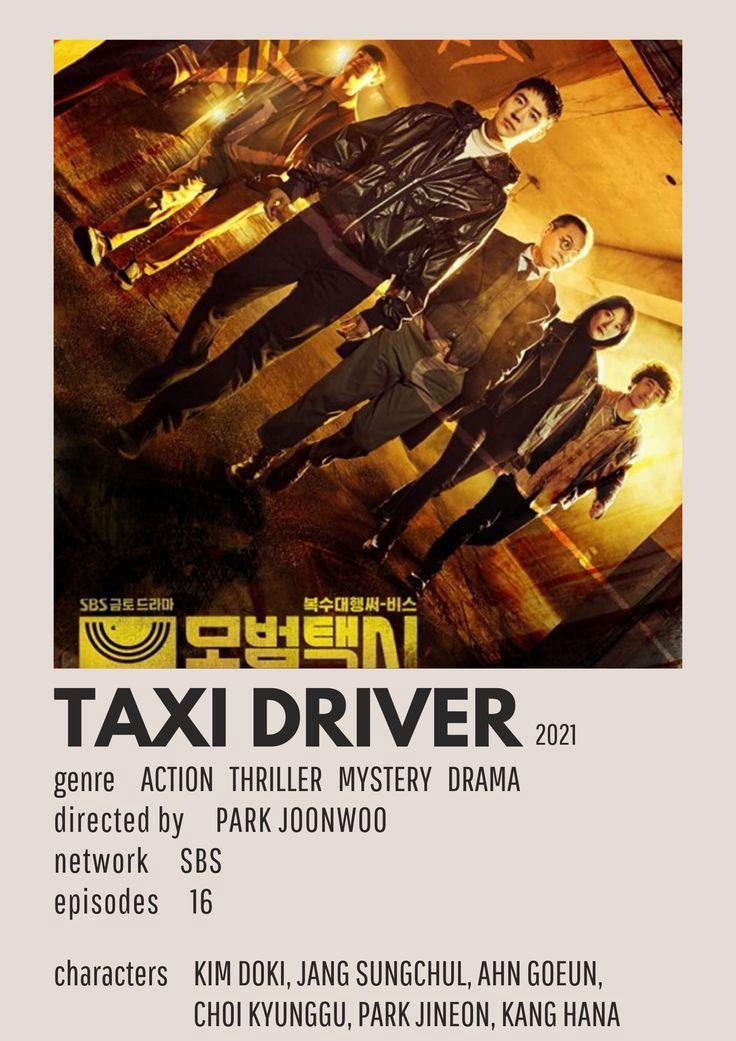 SBS 금토드라마
복수대행써-비스
모범택시
TAXI DRIVER 2021
genre ACTION THRILLER MYSTERY DRAMA
directed by PARK JOONWOO
network SBS
episodes 16
characters KIM DOKI, JANG SUNGCHUL, AHN GOEUN,
CHOI KYUNGGU, PARK JINEON, KANG HANA